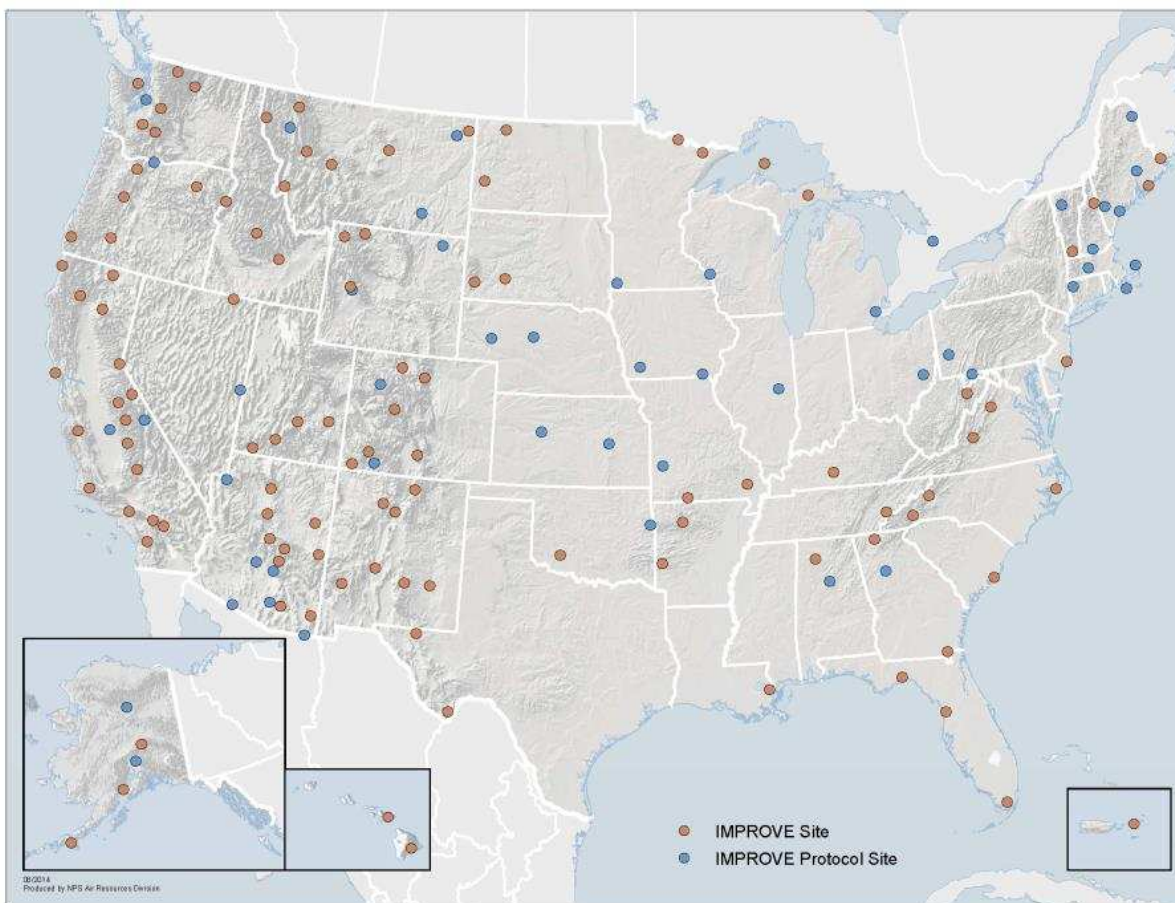 IMPROVE Site
IMPROVE Protocol Site
08/2014
Produced by NPS Air Resources Division